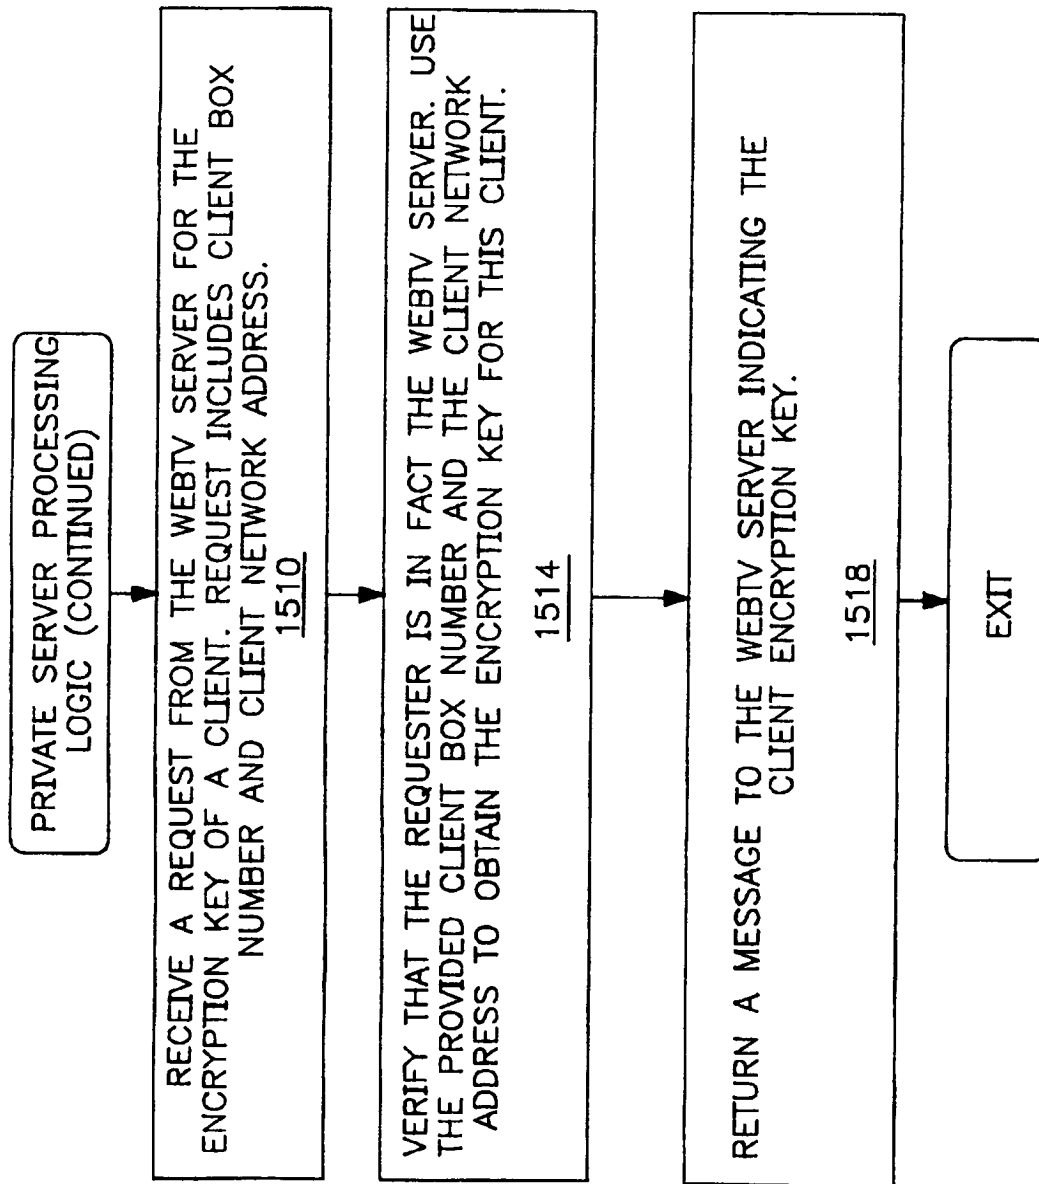 PRIVATE SERVER PROCESSING
LOGIC (CONTINUED)
RECEIVE A REQUEST FROM THE WEBTV SERVER FOR THE
ENCRYPTION KEY OF A CLIENT. REQUEST INCLUDES CLIENT BOX
NUMBER AND CLIENT NETWORK ADDRESS.
1510
VERIFY THAT THE REQUESTER IS IN FACT THE WEBTV SERVER. USE
THE PROVIDED CLIENT BOX NUMBER AND THE CLIENT NETWORK
ADDRESS TO OBTAIN THE ENCRYPTION KEY FOR THIS CLIENT.
1514
RETURN A MESSAGE TO THE WEBTV SERVER INDICATING THE
CLIENT ENCRYPTION KEY.
1518
EXIT